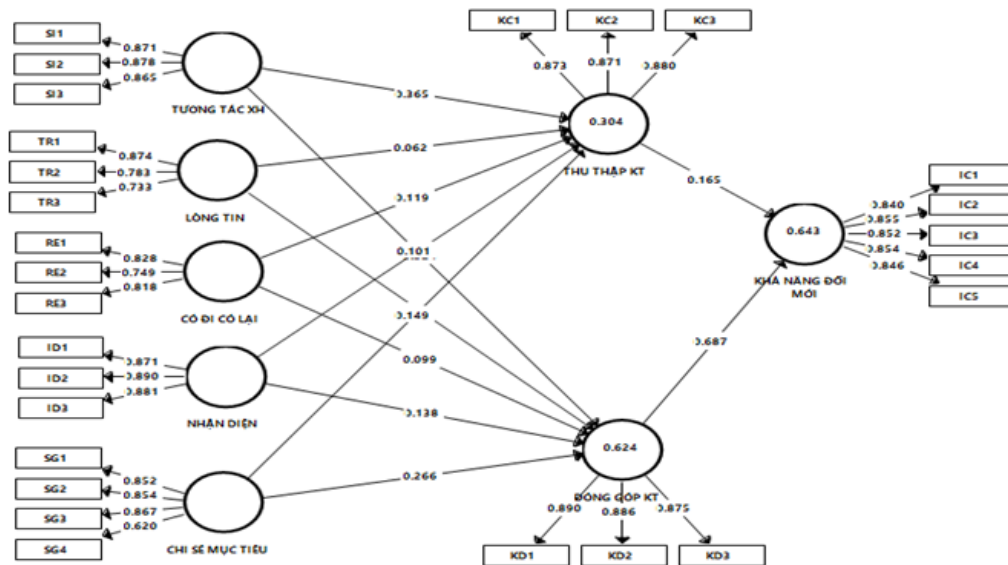 SI1
SI2
SI3
0.871
0.878
0.865
TƯƠNG TÁC XH
TR1
TR2
TR3
0.874
0.783
0.733
LÒNG TIN
RE1
RE2
RE3
0.828
0.749
0.818
CÓ ĐI CÓ LẠI
ID1
ID2
ID3
0.871
0.890
0.881
NHẬN DIỆN
SG1
SG2
SG3
SG4
0.852
0.854
0.867
0.620
CHI SẺ MỤC TIÊU
0.365
0.062
0.119
0.101
0.149
0.099
0.138
0.266
KC1
KC2
KC3
0.873
0.871
0.880
0.304
THU THẬP KT
0.165
0.687
0.624
ĐÓNG GÓP KT
0.890
0.886
0.875
KD1
KD2
KD3
0.643
KHẢ NĂNG ĐỔI
MỚI
0.840
0.855
0.852
0.854
0.846
IC1
IC2
IC3
IC4
IC5